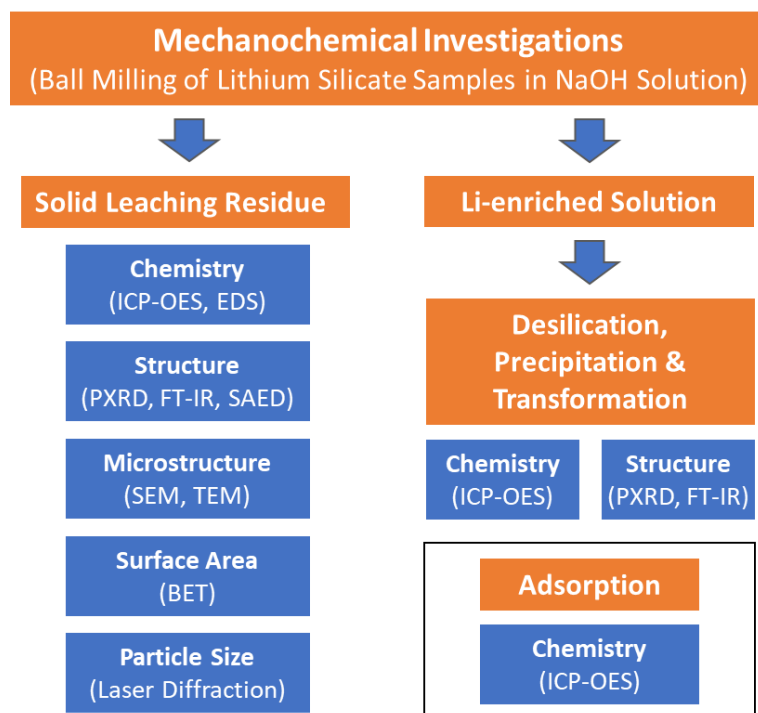 Mechanochemical Investigations
(Ball Milling of Lithium Silicate Samples in NaOH Solution)
Solid Leaching Residue
Chemistry
(ICP-OES, EDS)
Structure
(PXRD, FT-IR, SAED)
Microstructure
(SEM, TEM)
Surface Area
(BET)
Particle Size
(Laser Diffraction)
Li-enriched Solution
Desilication,
Precipitation &
Transformation
Chemistry
(ICP-OES)
Structure
(PXRD, FT-IR)
Adsorption
Chemistry
(ICP-OES)